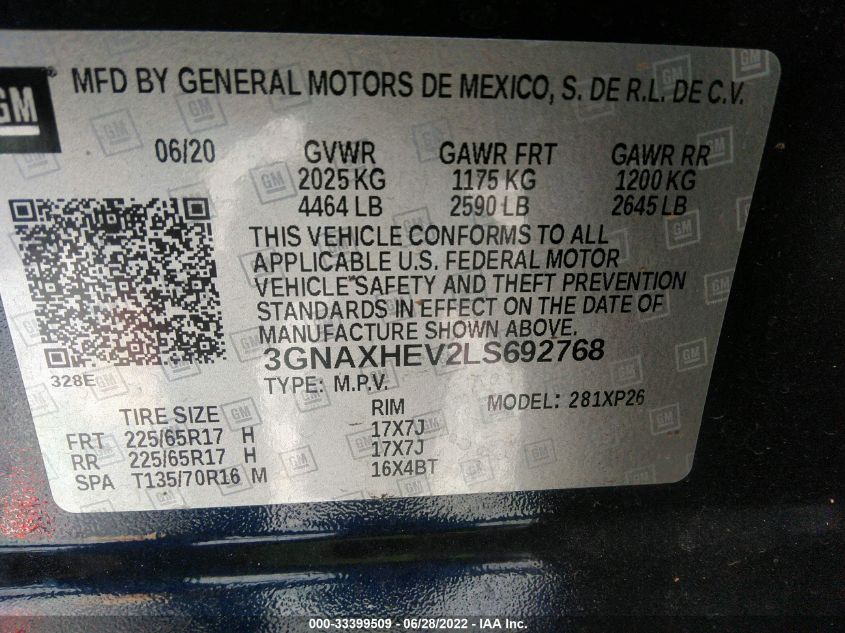 GM
MFD BY GENERAL MOTORS DE MEXICO, S. DE R.L. DE C.V.
06/20 GVWR GAWR FRT GAWR RR
2025 KG 1175 KG 1200 KG
4464 LB 2590 LB 2645 LB
THIS VEHICLE CONFORMS TO ALL
APPLICABLE U.S. FEDERAL MOTOR
VEHICLE SAFETY AND THEFT PREVENTION
STANDARDS IN EFFECT ON THE DATE OF
MANUFACTURE SHOWN ABOVE.
3GNAXHEV2LS692768
328E
TYPE: M.P.V. MODEL: 281XP26
TIRE SIZE RIM
FRT 225/65R17 H 17X7J
RR 225/65R17 H 17X7J
SPA T135/70R16 M 16X4BT
000-33399509 — 06/28/2022 — IAA Inc.